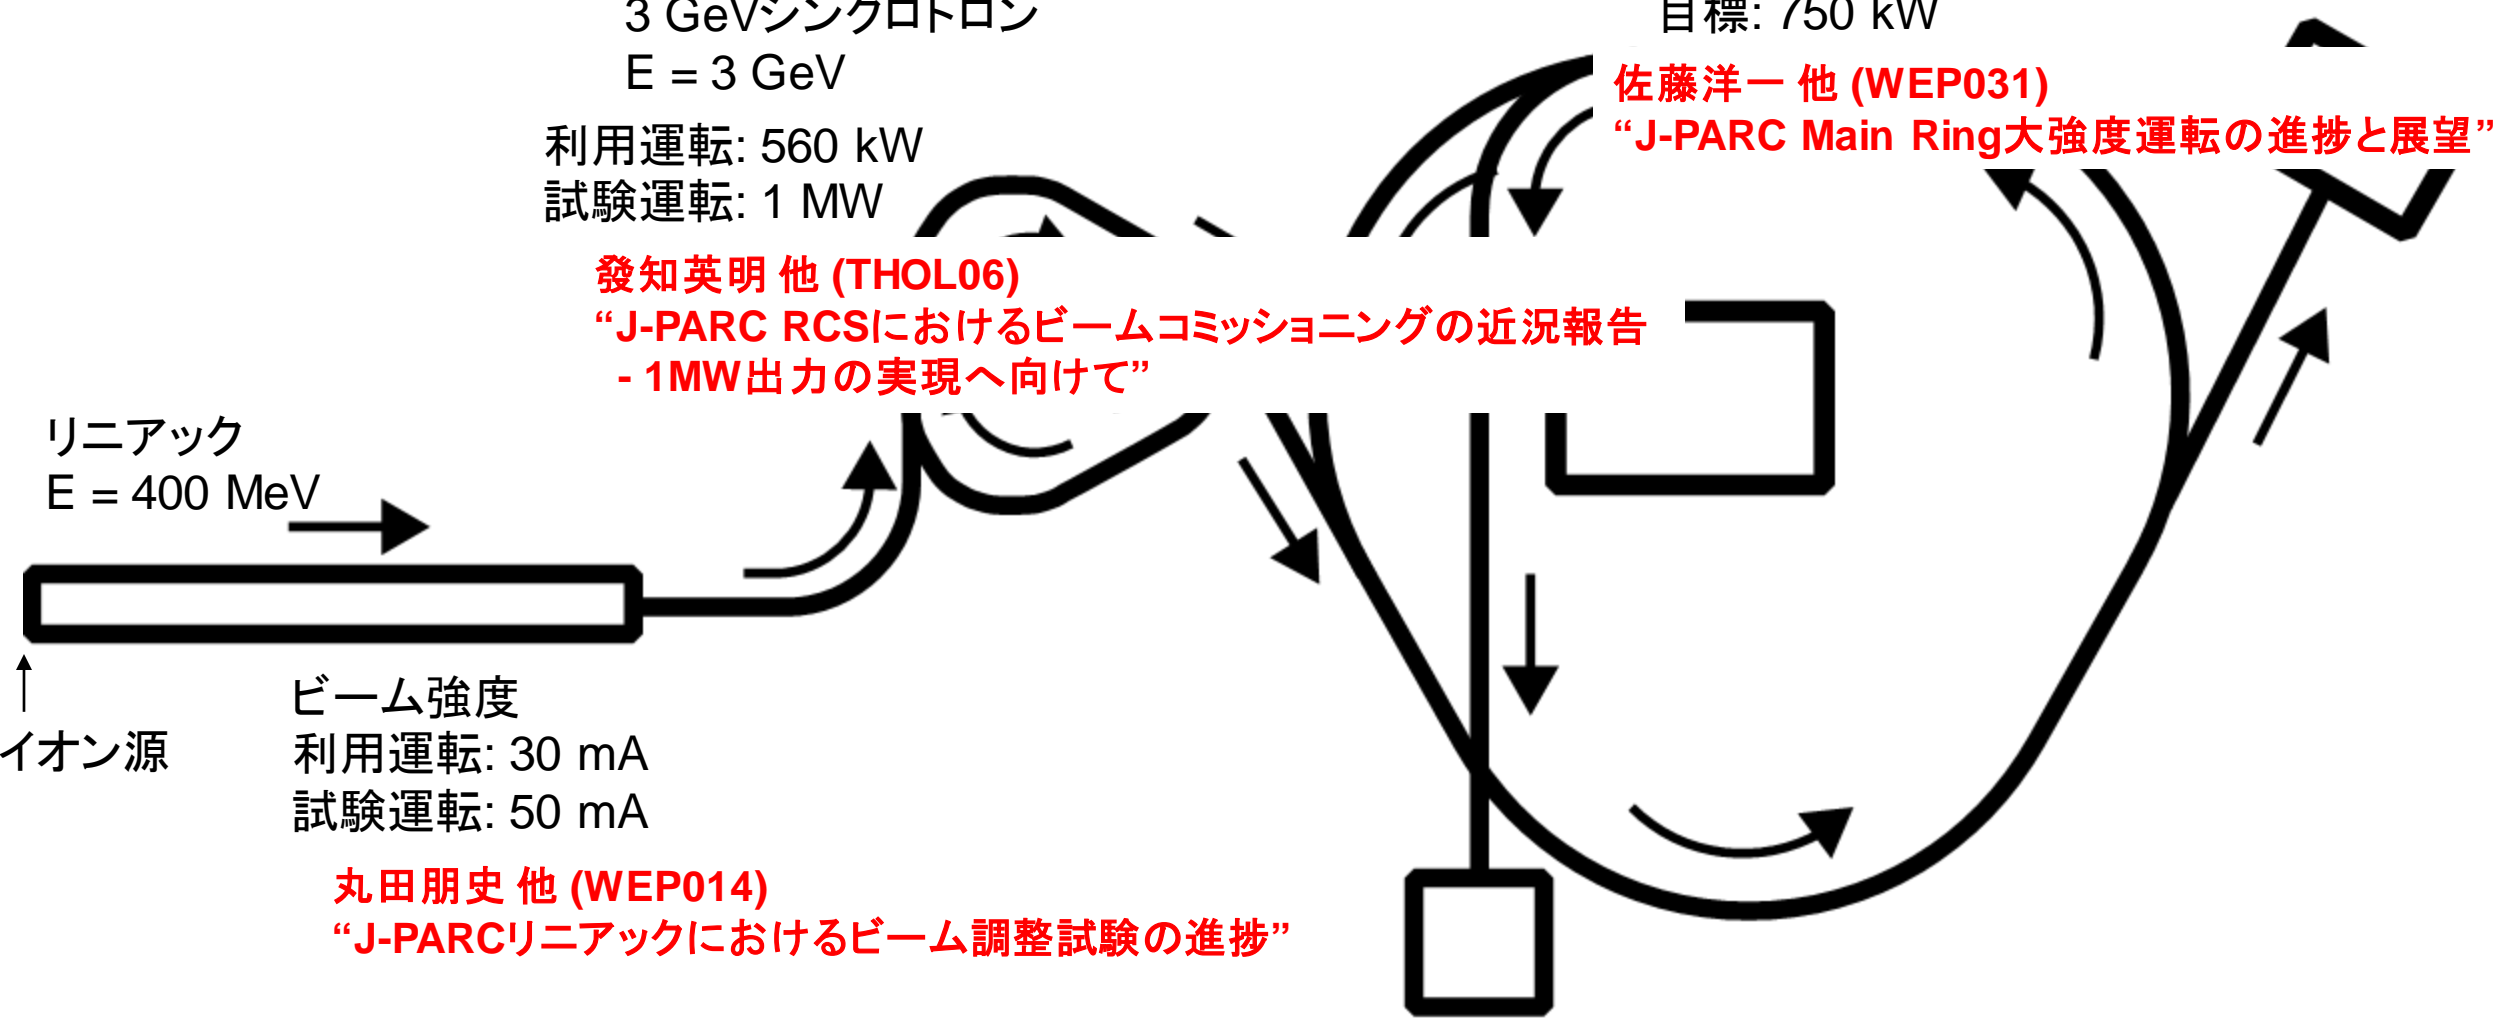 3 GeVシンクロトロン
E = 3 GeV
利用運転: 560 kW
試験運転: 1 MW
發知英明 他 (THOL06)
“J-PARC RCSにおけるビームコミッショニングの近況報告
- 1MW出力の実現へ向けて”
目標: 750 kW
佐藤洋一 他 (WEP031)
“J-PARC Main Ring大強度運転の進捗と展望”
リニアック
E = 400 MeV
イオン源
ビーム強度
利用運転: 30 mA
試験運転: 50 mA
丸田朋史 他 (WEP014)
“J-PARCリニアックにおけるビーム調整試験の進捗”